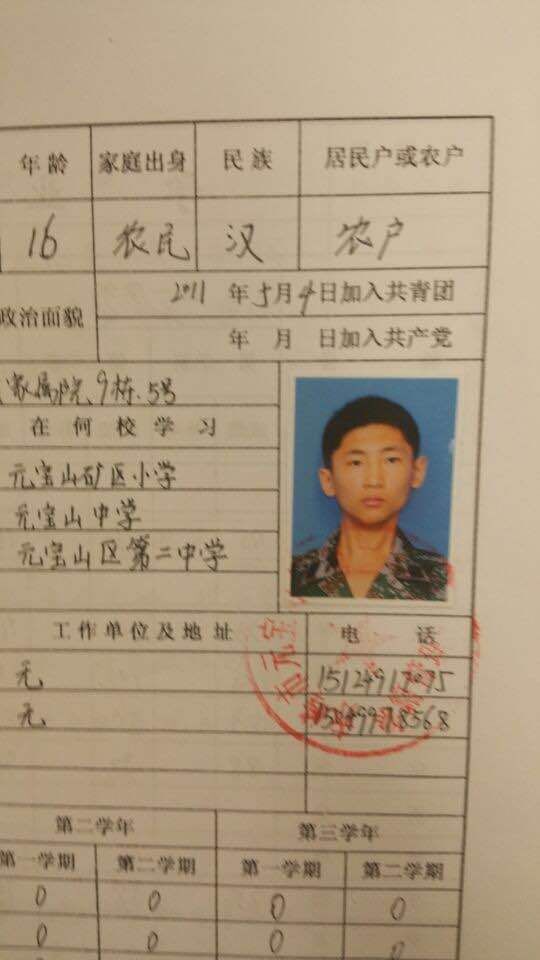 年龄 家庭出身 民族 居民户或农户
16 农民 汉 农户
政治面貌 2011 年 5月 4日加入共青团
年 月 日加入共产党
家属院、9栋.5号
在何校学习
元宝山矿区小学
元宝山中学
元宝山区第二中学
工作单位及地址 电话
无
无
第二学年 第三学年
第一学期 第二学期 第一学期 第二学期
0 0 0 0
0 0 0 0